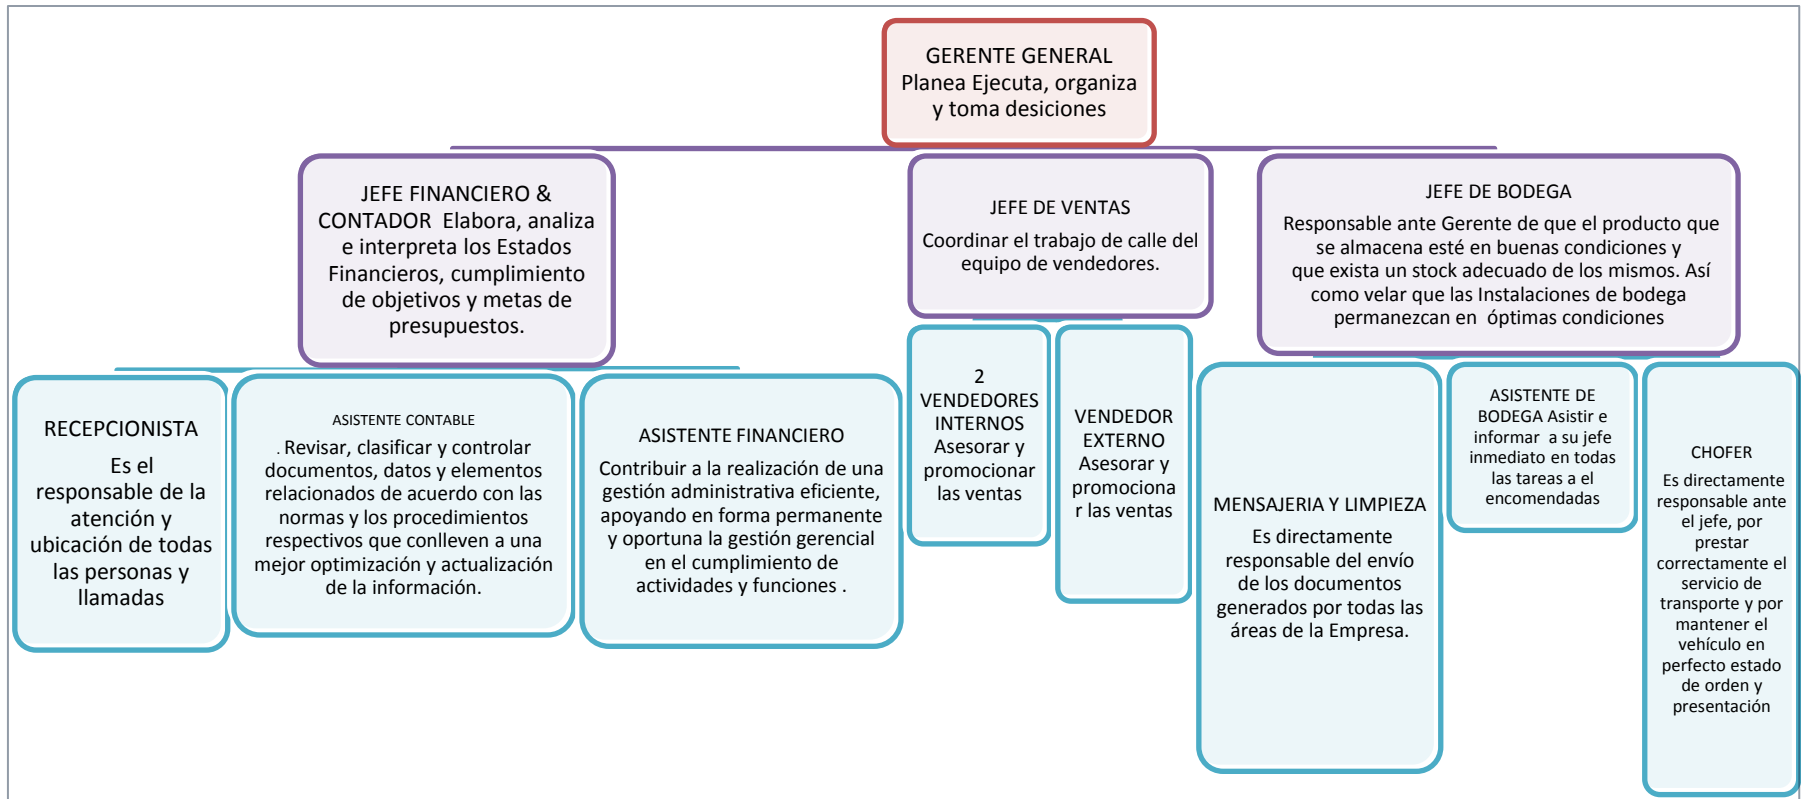 GERENTE GENERAL
Planea Ejecuta, organiza
y toma desiciones
JEFE FINANCIERO &
CONTADOR Elabora, analiza
e interpreta los Estados
Financieros, cumplimiento
de objetivos y metas de
presupuestos.
JEFE DE VENTAS
Coordinar el trabajo de calle del
equipo de vendedores.
JEFE DE BODEGA
Responsable ante Gerente de que el producto que
se almacena esté en buenas condiciones y
que exista un stock adecuado de los mismos. Así
como velar que las Instalaciones de bodega
permanezcan en óptimas condiciones
RECEPCIONISTA
Es el
responsable de la
atención y
ubicación de todas
las personas y
llamadas
ASISTENTE CONTABLE
. Revisar, clasificar y controlar
documentos, datos y elementos
relacionados de acuerdo con las
normas y los procedimientos
respectivos que conlleven a una
mejor optimización y actualización
de la información.
ASISTENTE FINANCIERO
Contribuir a la realización de una
gestión administrativa eficiente,
apoyando en forma permanente
y oportuna la gestión gerencial
en el cumplimiento de
actividades y funciones .
2
VENDEDORES
INTERNOS
Asesorar y
promocionar
las ventas
VENDEDOR
EXTERNO
Asesorar y
promociona
r las ventas
MENSAJERIA Y LIMPIEZA
Es directamente
responsable del envío
de los documentos
generados por todas las
áreas de la Empresa.
ASISTENTE DE
BODEGA Asistir e
informar a su jefe
inmediato en todas
las tareas a el
encomendadas
CHOFER
Es directamente
responsable ante
el jefe, por
prestar
correctamente el
servicio de
transporte y por
mantener el
vehículo en
perfecto estado
de orden y
presentación